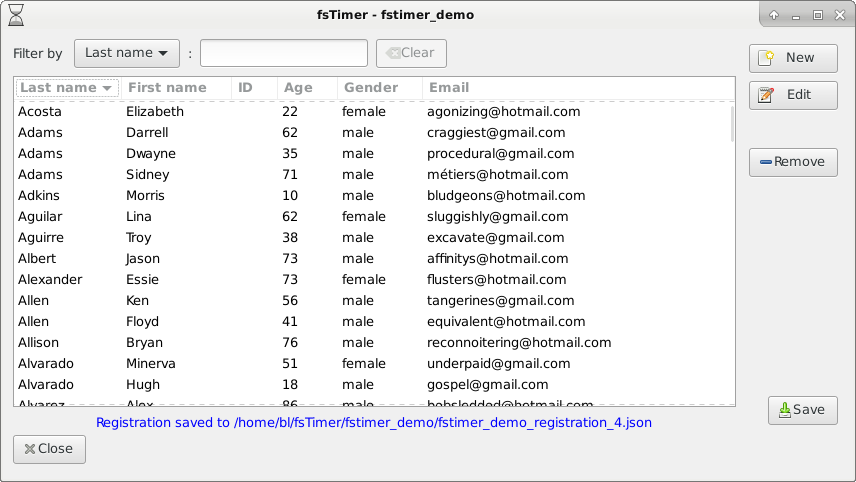 fsTimer - fstimer_demo
Filter by Last name : Clear
New
Edit
Remove
Last name First name ID Age Gender Email
Acosta Elizabeth 22 female agonizing@hotmail.com
Adams Darrell 62 male craggiest@gmail.com
Adams Dwayne 35 male procedural@gmail.com
Adams Sidney 71 male métiers@hotmail.com
Adkins Morris 10 male bludgeons@hotmail.com
Aguilar Lina 62 female sluggishly@gmail.com
Aguirre Troy 38 male excavate@gmail.com
Albert Jason 73 male affinitys@hotmail.com
Alexander Essie 73 female flusters@hotmail.com
Allen Ken 56 male tangerines@gmail.com
Allen Floyd 41 male equivalent@hotmail.com
Allison Bryan 76 male reconnoitering@hotmail.com
Alvarado Minerva 51 female underpaid@gmail.com
Alvarado Hugh 18 male gospel@gmail.com
Alvarez Alex 86 male bobsledded@hotmail.com
Save
Registration saved to /home/bl/fsTimer/fstimer_demo/fstimer_demo_registration_4.json
Close